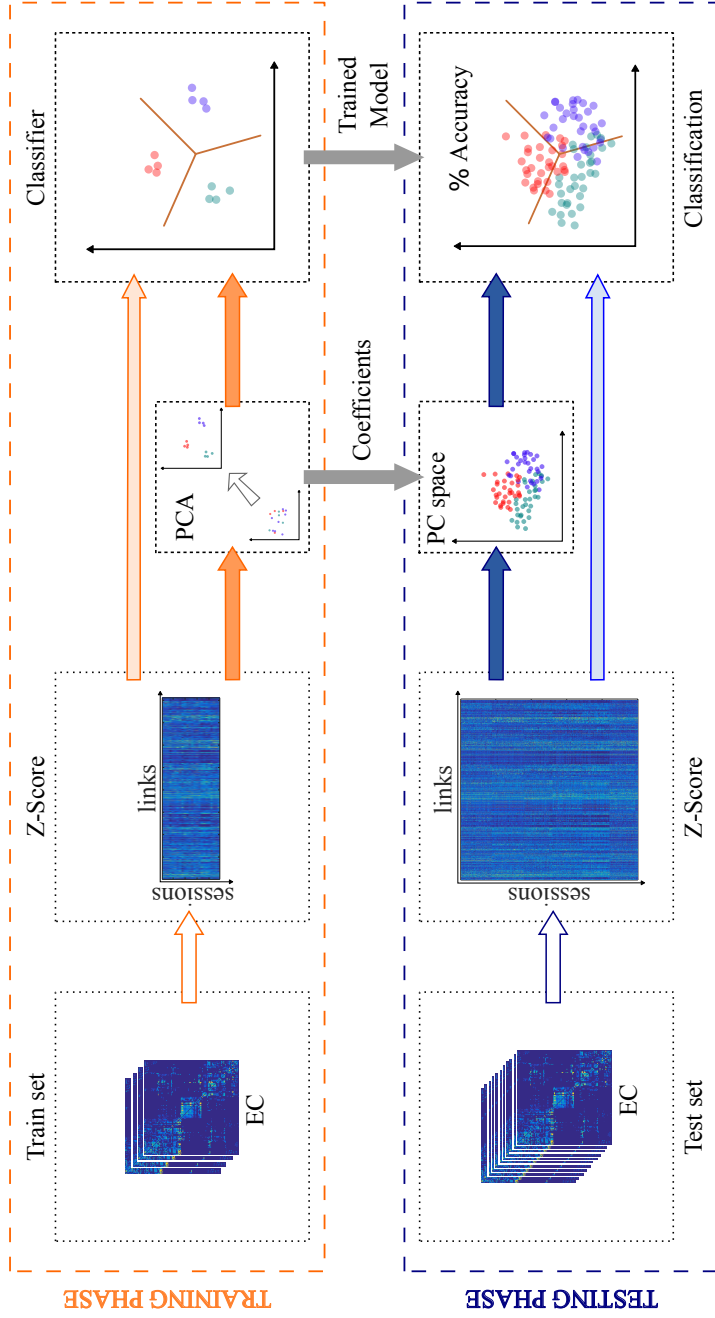 TRAINING PHASE
Train set
EC
Z-Score
links
sessions
PCA
Classifier
Coefficients
Trained
Model
TESTING PHASE
EC
Test set
links
sessions
Z-Score
PC space
% Accuracy
Classification